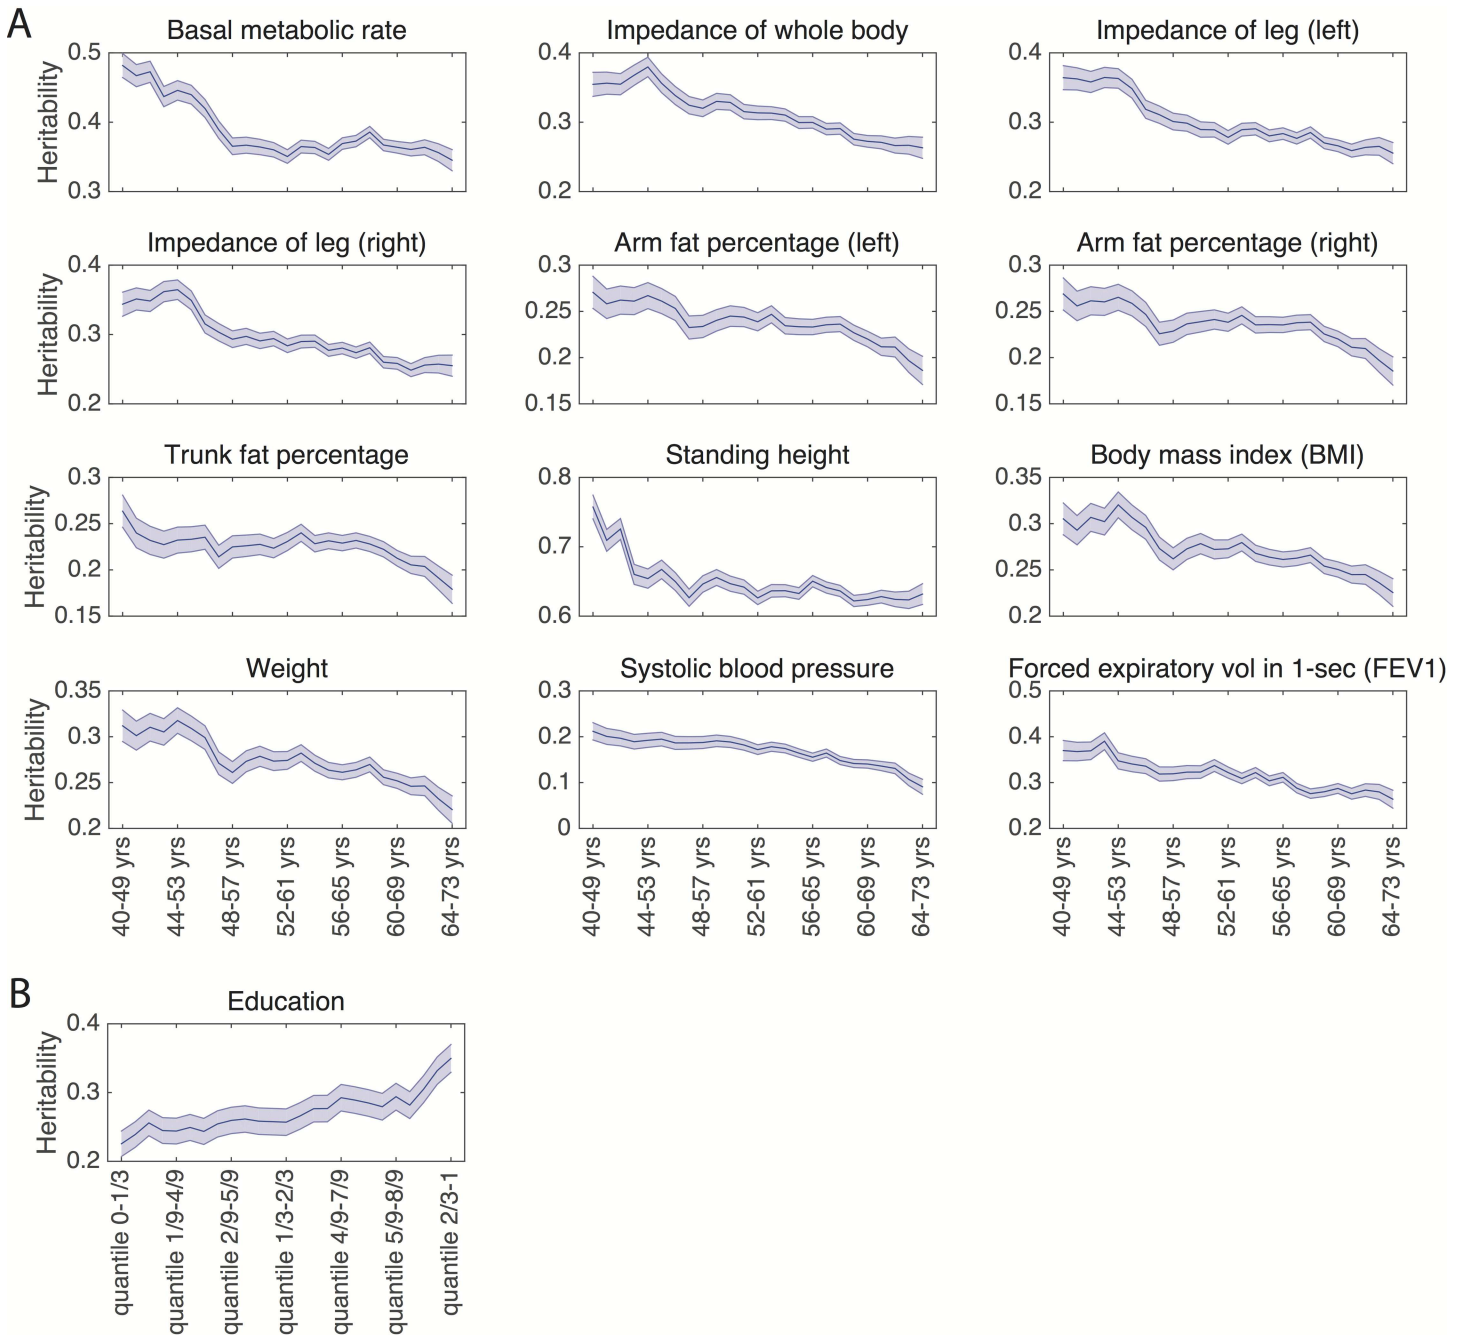 A
Basal metabolic rate
Impedance of whole body
Impedance of leg (left)
Heritability
0.5
0.4
0.3
0.4
0.3
0.2
0.4
0.3
0.2
Impedance of leg (right)
Arm fat percentage (left)
Arm fat percentage (right)
Heritability
0.4
0.3
0.2
0.3
0.25
0.2
0.15
0.3
0.25
0.2
0.15
Trunk fat percentage
Standing height
Body mass index (BMI)
Heritability
0.3
0.25
0.2
0.15
0.8
0.7
0.6
0.35
0.3
0.25
0.2
Weight
Systolic blood pressure
Forced expiratory vol in 1-sec (FEV1)
Heritability
0.35
0.3
0.25
0.2
0.3
0.2
0.1
0
0.5
0.4
0.3
0.2
40-49 yrs
44-53 yrs
48-57 yrs
52-61 yrs
56-65 yrs
60-69 yrs
64-73 yrs
40-49 yrs
44-53 yrs
48-57 yrs
52-61 yrs
56-65 yrs
60-69 yrs
64-73 yrs
40-49 yrs
44-53 yrs
48-57 yrs
52-61 yrs
56-65 yrs
60-69 yrs
64-73 yrs
B
Education
Heritability
0.4
0.3
0.2
quantile 0-1/3
quantile 1/9-4/9
quantile 2/9-5/9
quantile 1/3-2/3
quantile 4/9-7/9
quantile 5/9-8/9
quantile 2/3-1